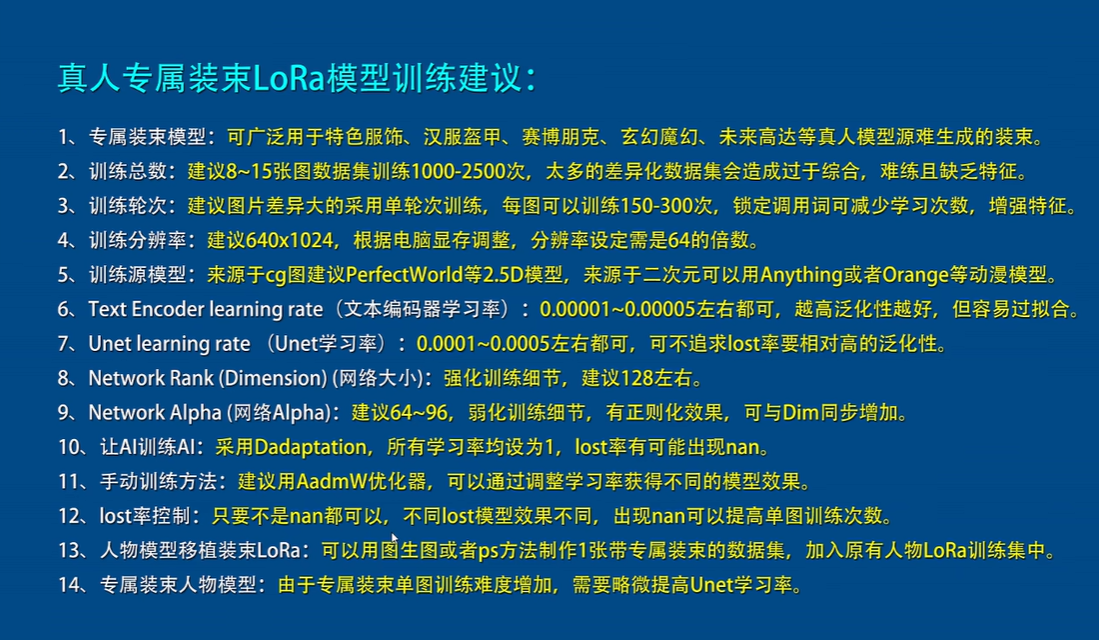 真人专属装束LoRa模型训练建议：
1、专属装束模型：可广泛用于特色服饰、汉服盔甲、赛博朋克、玄幻魔幻、未来高达等真人模型源难生成的装束。
2、训练总数：建议8~15张图数据集训练1000-2500次，太多的差异化数据集会造成过于综合，难练且缺乏特征。
3、训练轮次：建议图片差异大的采用单轮次训练，每图可以训练150-300次，锁定调用词可减少学习次数，增强特征。
4、训练分辨率：建议640x1024，根据电脑显存调整，分辨率设定需是64的倍数。
5、训练源模型：来源于cg图建议PerfectWorld等2.5D模型，来源于二次元可以用Anything或者Orange等动漫模型。
6、Text Encoder learning rate（文本编码器学习率）：0.00001~0.00005左右都可，越高泛化性越好，但容易过拟合。
7、Unet learning rate （Unet学习率）：0.0001~0.0005左右都可，可不追求lost率要相对高的泛化性。
8、Network Rank (Dimension) (网络大小)：强化训练细节，建议128左右。
9、Network Alpha (网络Alpha)：建议64~96，弱化训练细节，有正则化效果，可与Dim同步增加。
10、让AI训练AI：采用Dadaptation，所有学习率均设为1，lost率有可能出现nan。
11、手动训练方法：建议用AadmW优化器，可以通过调整学习率获得不同的模型效果。
12、lost率控制：只要不是nan都可以，不同lost模型效果不同，出现nan可以提高单图训练次数。
13、人物模型移植装束LoRa：可以用图生图或者ps方法制作1张带专属装束的数据集，加入原有人物LoRa训练集中。
14、专属装束人物模型：由于专属装束单图训练难度增加，需要略微提高Unet学习率。